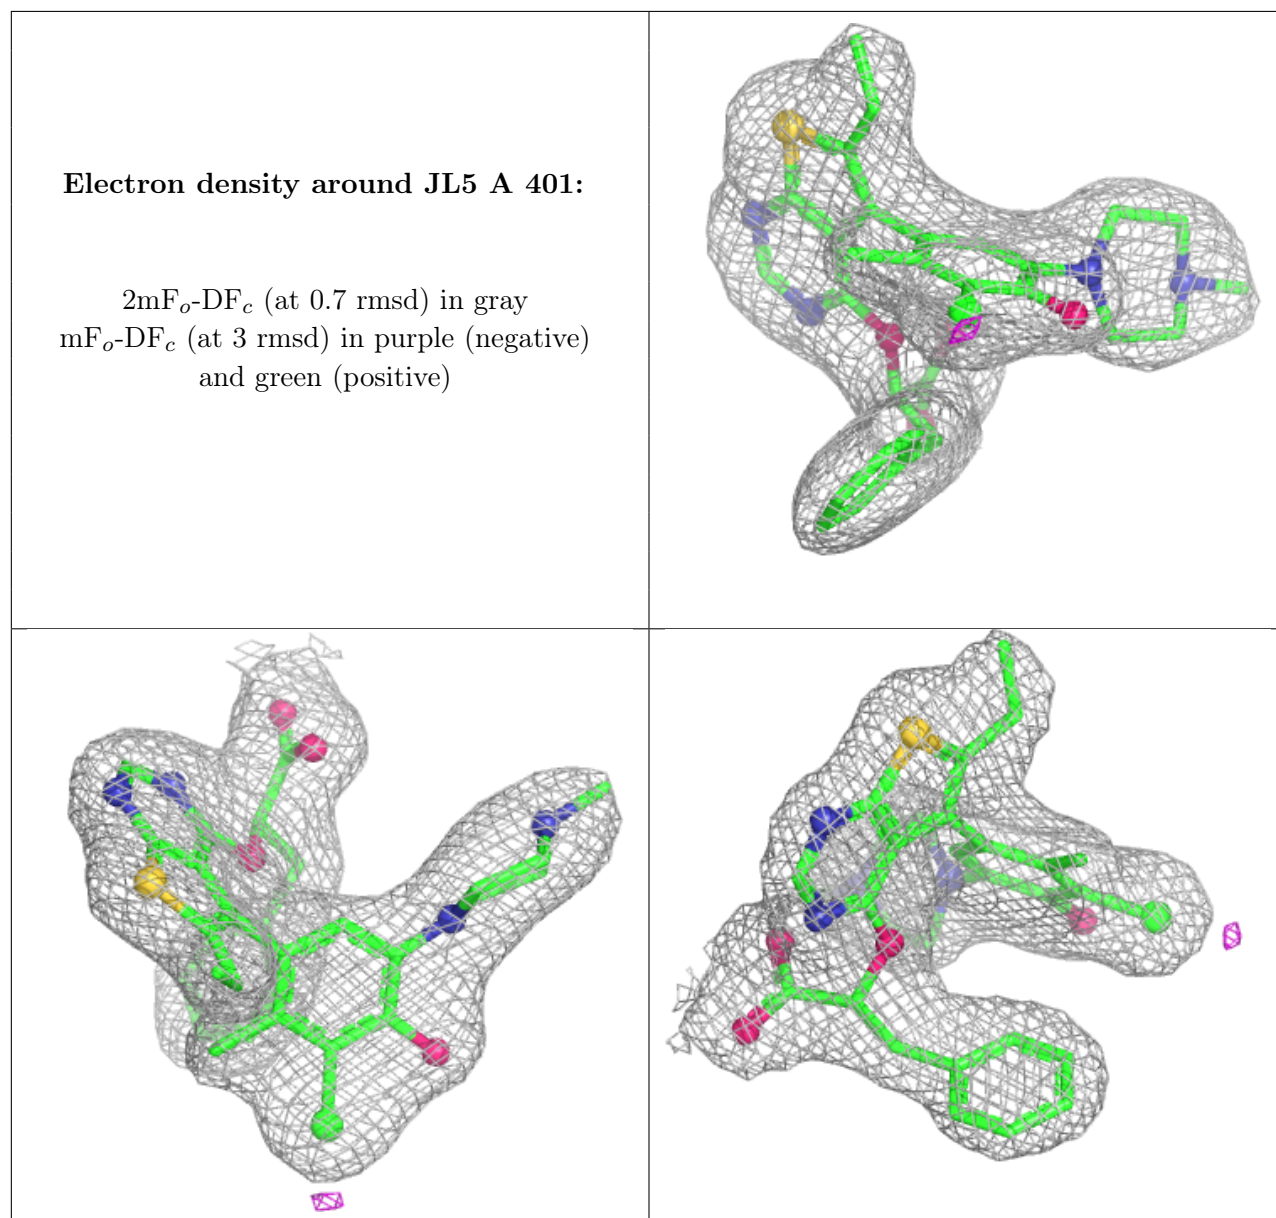 Electron density around JL5 A 401:
2mFo-DFc (at 0.7 rmsd) in gray
mFo-DFc (at 3 rmsd) in purple (negative)
and green (positive)